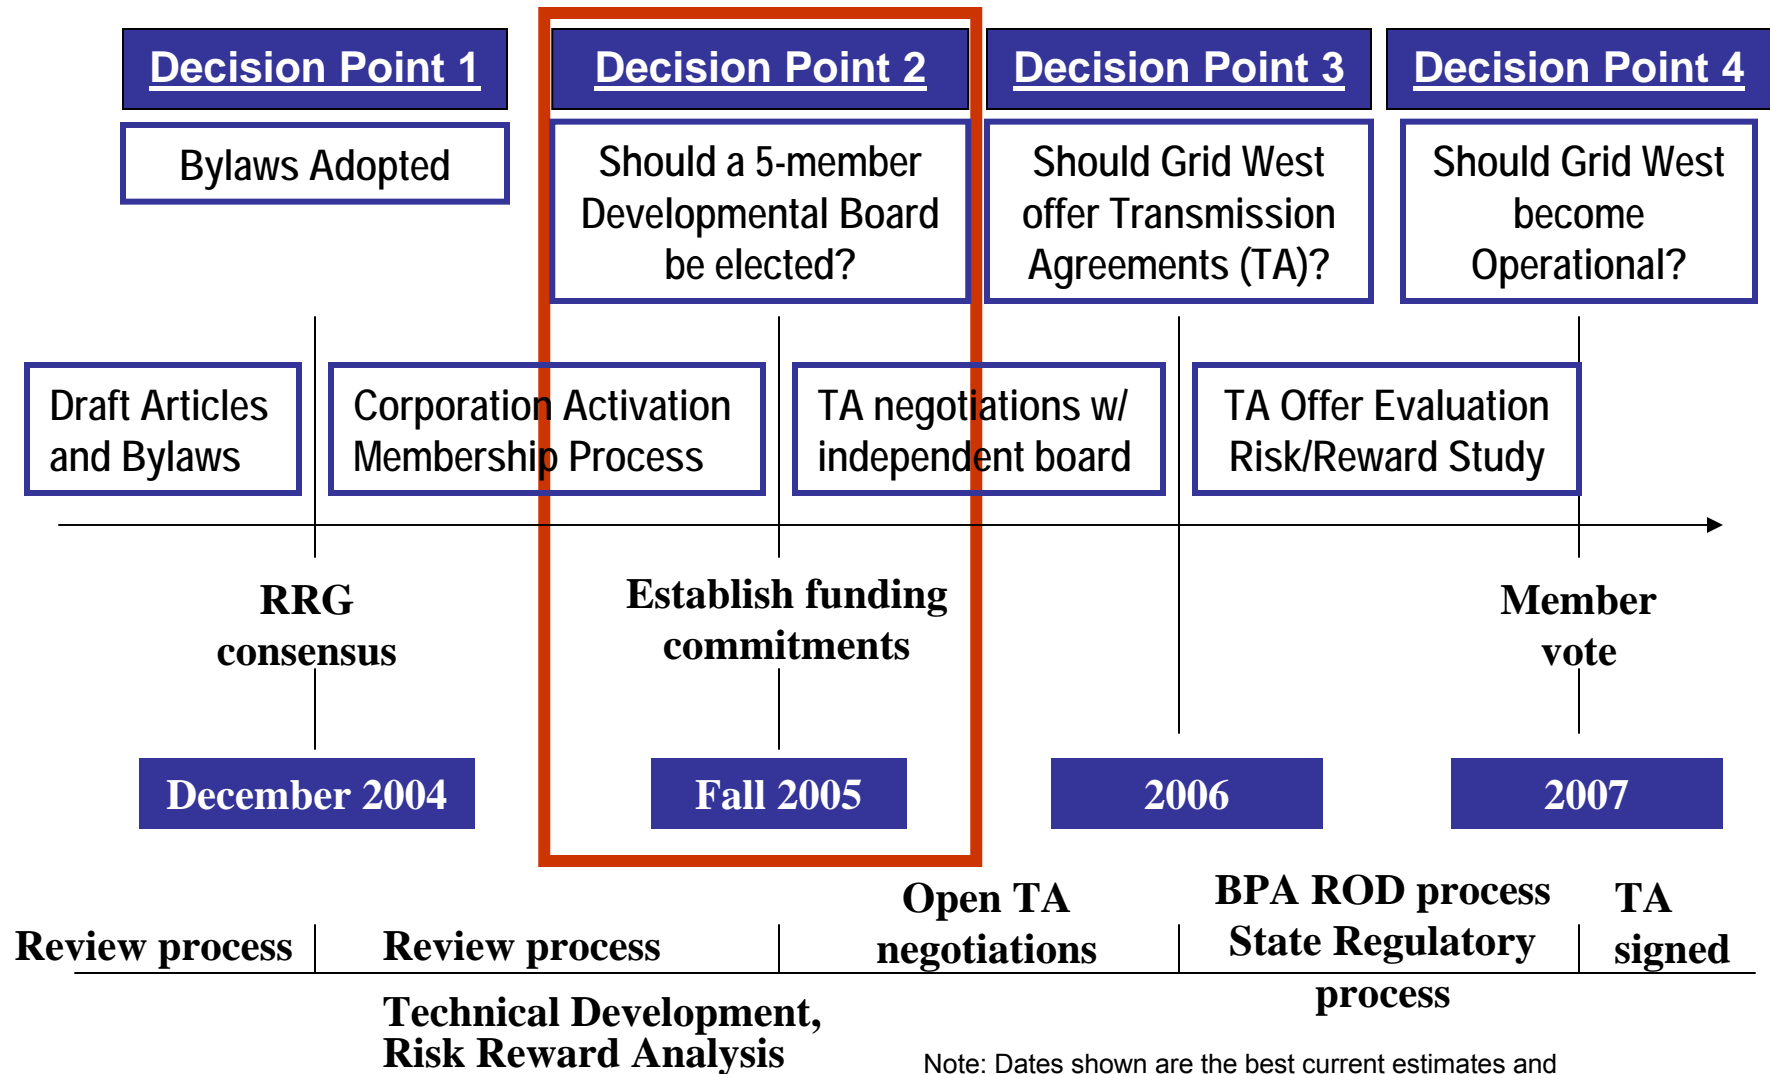 Decision Point 1
Decision Point 2
Decision Point 3
Decision Point 4
Bylaws Adopted
Should a 5-member
Developmental Board
be elected?
Should Grid West
offer Transmission
Agreements (TA)?
Should Grid West
become
Operational?
Draft Articles
and Bylaws
Corporation Activation
Membership Process
TA negotiations w/
independent board
TA Offer Evaluation
Risk/Reward Study
RRG
consensus
Establish funding
commitments
Member
vote
December 2004
Fall 2005
2006
2007
Review process
Review process
Technical Development,
Risk Reward Analysis
Open TA
negotiations
BPA ROD process
State Regulatory
process
TA
signed
Note: Dates shown are the best current estimates and